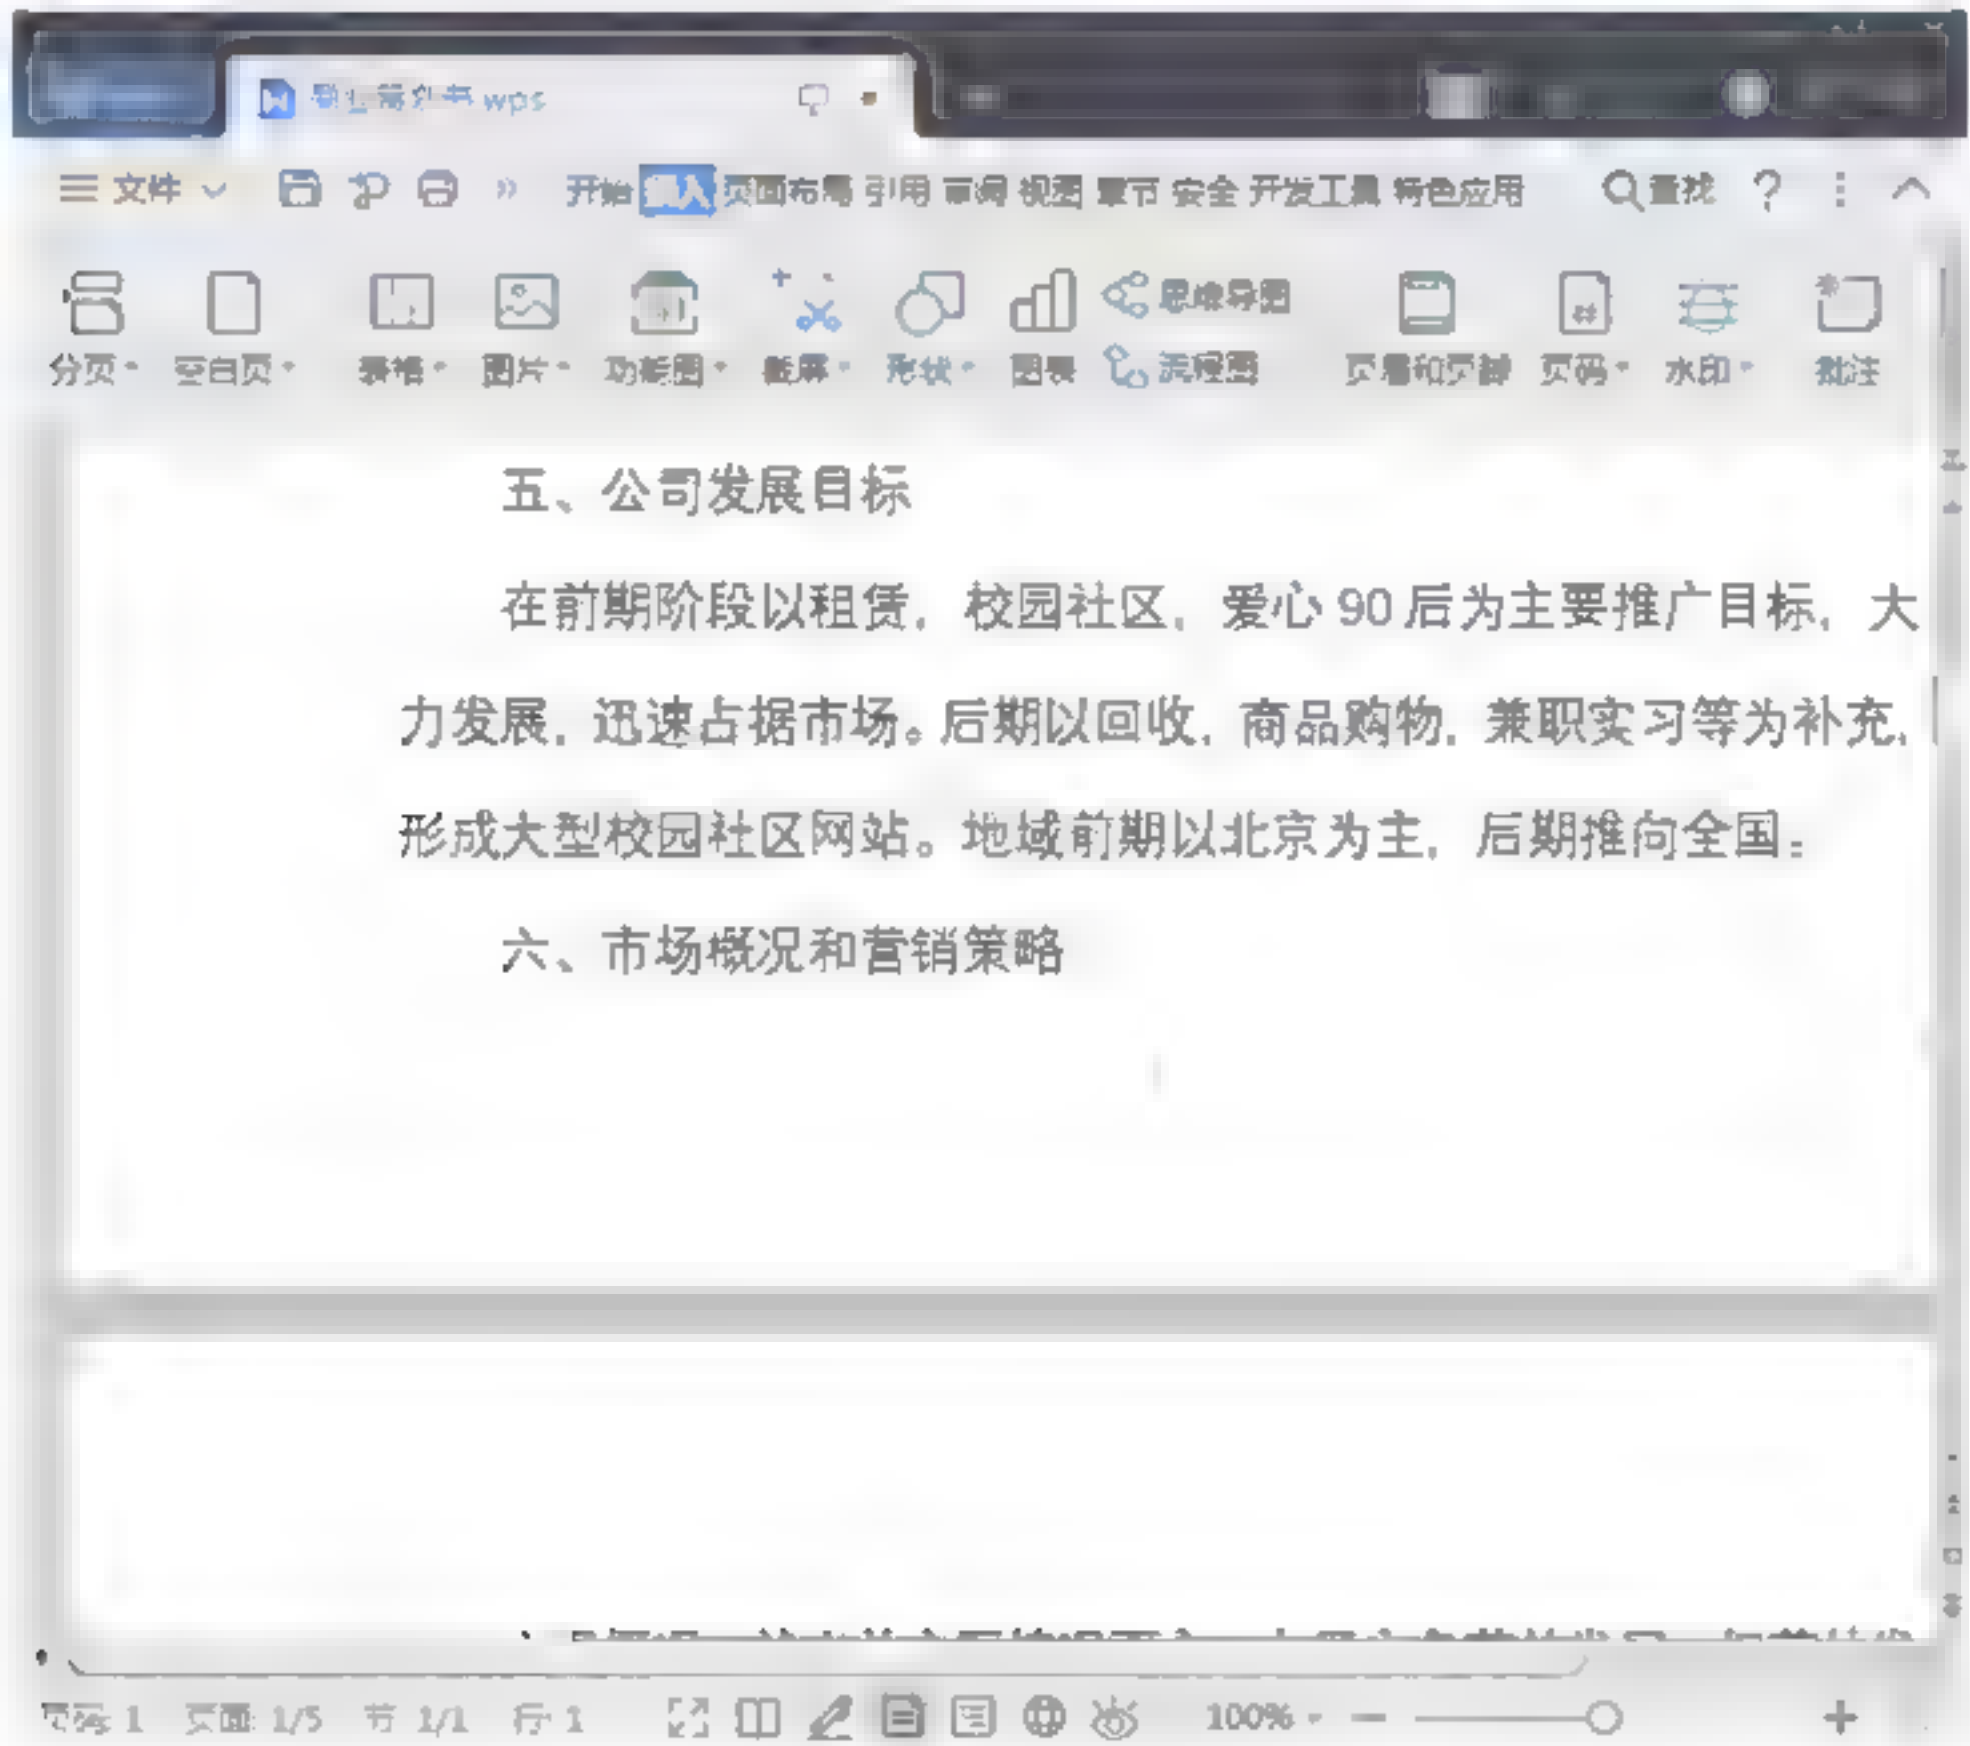 wps
文件 开始 插入 页面布局 引用 审阅 视图 章节 安全 开发工具 特色应用 查找
思维导图
分页 空白页 表格 图片 功能图 截屏 形状 图表 流程图 页眉和页脚 页码 水印 批注
五、公司发展目标
在前期阶段以租赁，校园社区，爱心90后为主要推广目标，大
力发展，迅速占据市场。后期以回收，商品购物，兼职实习等为补充，
形成大型校园社区网站。地域前期以北京为主，后期推向全国。
六、市场概况和营销策略
页码: 1 页面: 1/5 节: 1/1 行: 1 100%